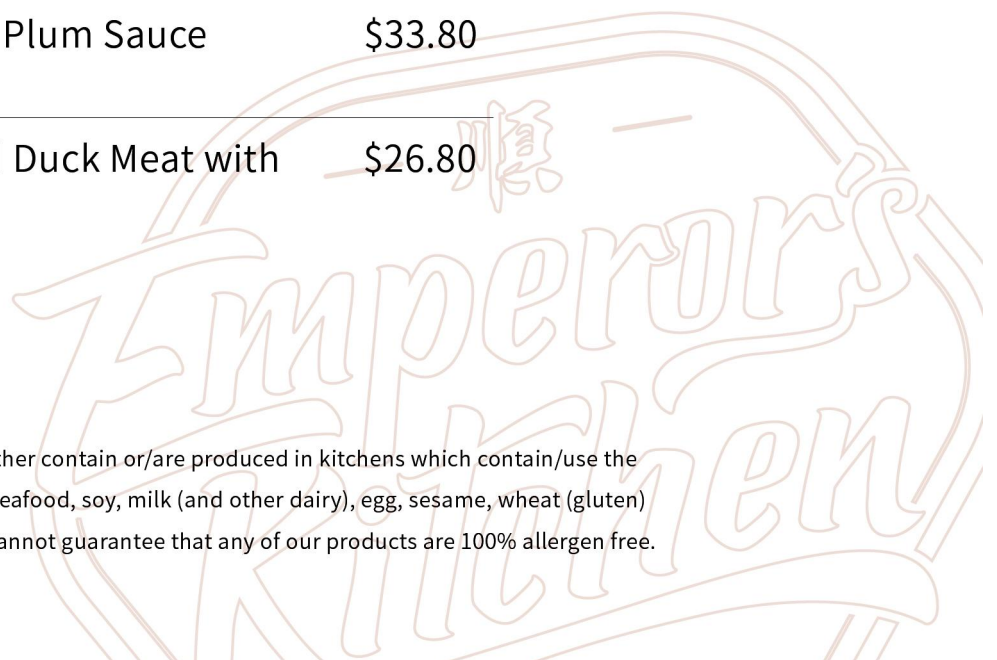 Plum Sauce $33.80
Duck Meat with $26.80
順
Emperor's
Kitchen
ther contain or/are produced in kitchens which contain/use the
eafood, soy, milk (and other dairy), egg, sesame, wheat (gluten)
annot guarantee that any of our products are 100% allergen free.